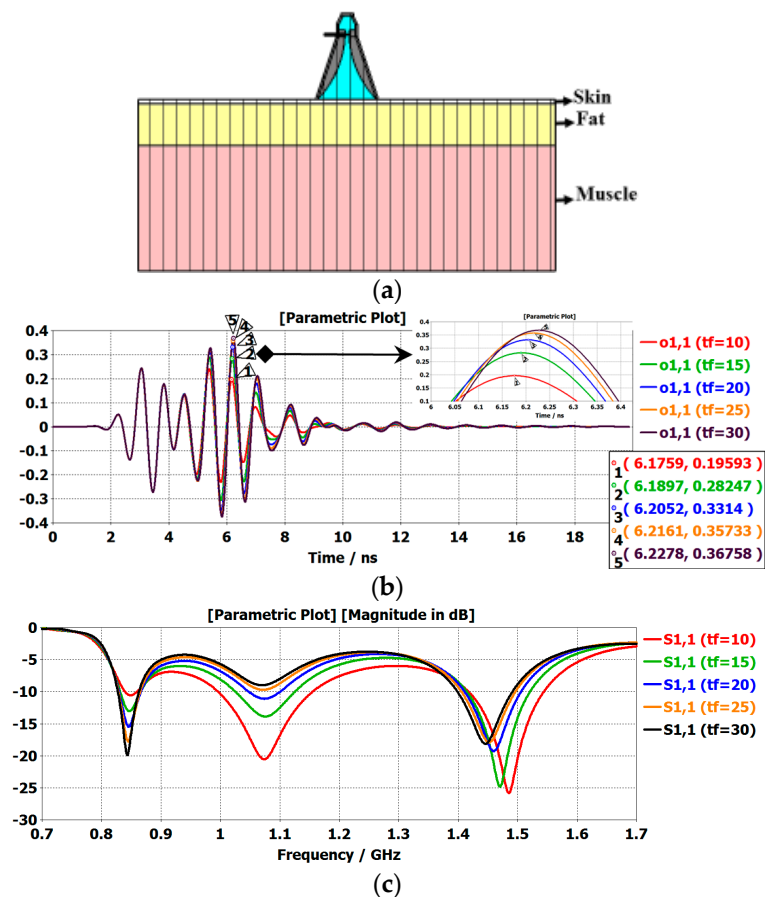 Skin
Fat
Muscle
(a)
[Parametric Plot]
0.4
0.3
0.2
0.1
0
-0.1
-0.2
-0.3
-0.4
5
4
3
2
1
0 2 4 6 8 10 12 14 16 18
Time / ns
[Parametric Plot]
0.4
0.35
0.3
0.25
0.2
0.15
0.1
6 6.05 6.1 6.15 6.2 6.25 6.3 6.35 6.4
Time / ns
o1,1 (tf=10)
o1,1 (tf=15)
o1,1 (tf=20)
o1,1 (tf=25)
o1,1 (tf=30)
1 ( 6.1759, 0.19593 )
2 ( 6.1897, 0.28247 )
3 ( 6.2052, 0.3314 )
4 ( 6.2161, 0.35733 )
5 ( 6.2278, 0.36758 )
(b)
[Parametric Plot] [Magnitude in dB]
0
-5
-10
-15
-20
-25
-30
0.7 0.8 0.9 1 1.1 1.2 1.3 1.4 1.5 1.6 1.7
Frequency / GHz
S1,1 (tf=10)
S1,1 (tf=15)
S1,1 (tf=20)
S1,1 (tf=25)
S1,1 (tf=30)
(c)